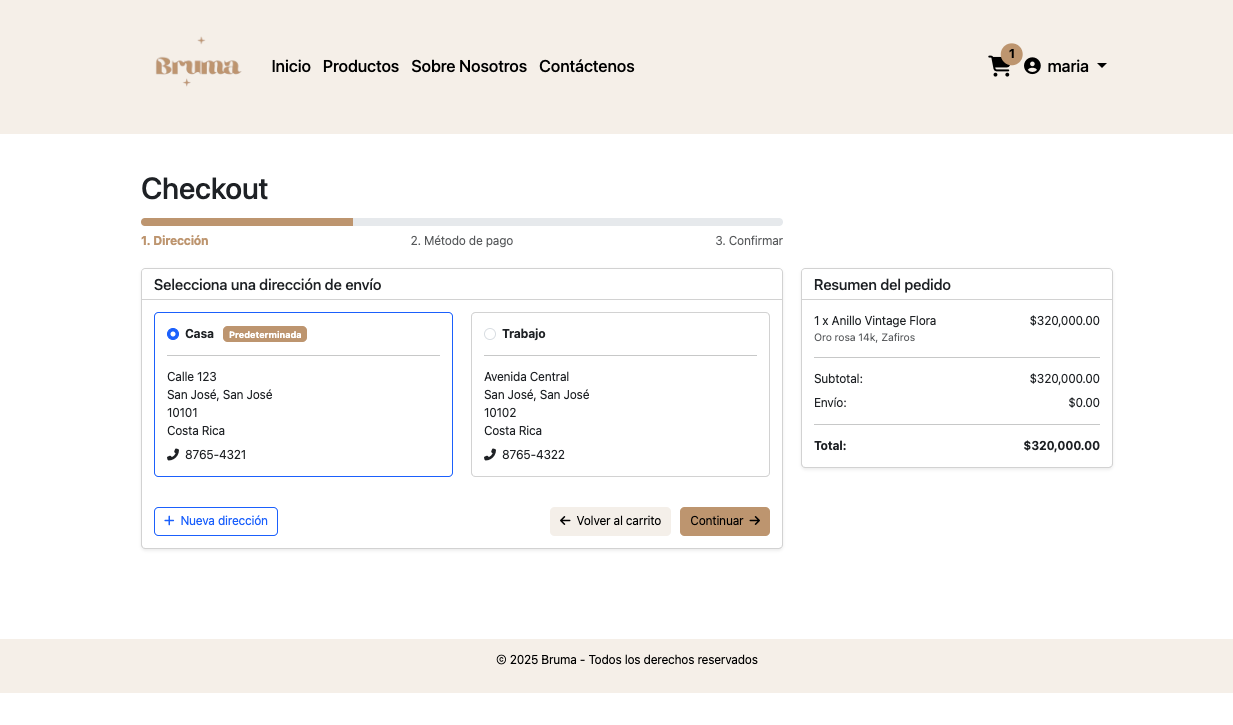 Bruma
Inicio Productos Sobre Nosotros Contáctenos
1
maria
Checkout
1. Dirección 2. Método de pago 3. Confirmar
Selecciona una dirección de envío
Casa Predeterminada
Calle 123
San José, San José
10101
Costa Rica
8765-4321
Trabajo
Avenida Central
San José, San José
10102
Costa Rica
8765-4322
+ Nueva dirección
← Volver al carrito
Continuar →
Resumen del pedido
1 x Anillo Vintage Flora $320,000.00
Oro rosa 14k, Zafiros
Subtotal: $320,000.00
Envío: $0.00
Total: $320,000.00
© 2025 Bruma - Todos los derechos reservados